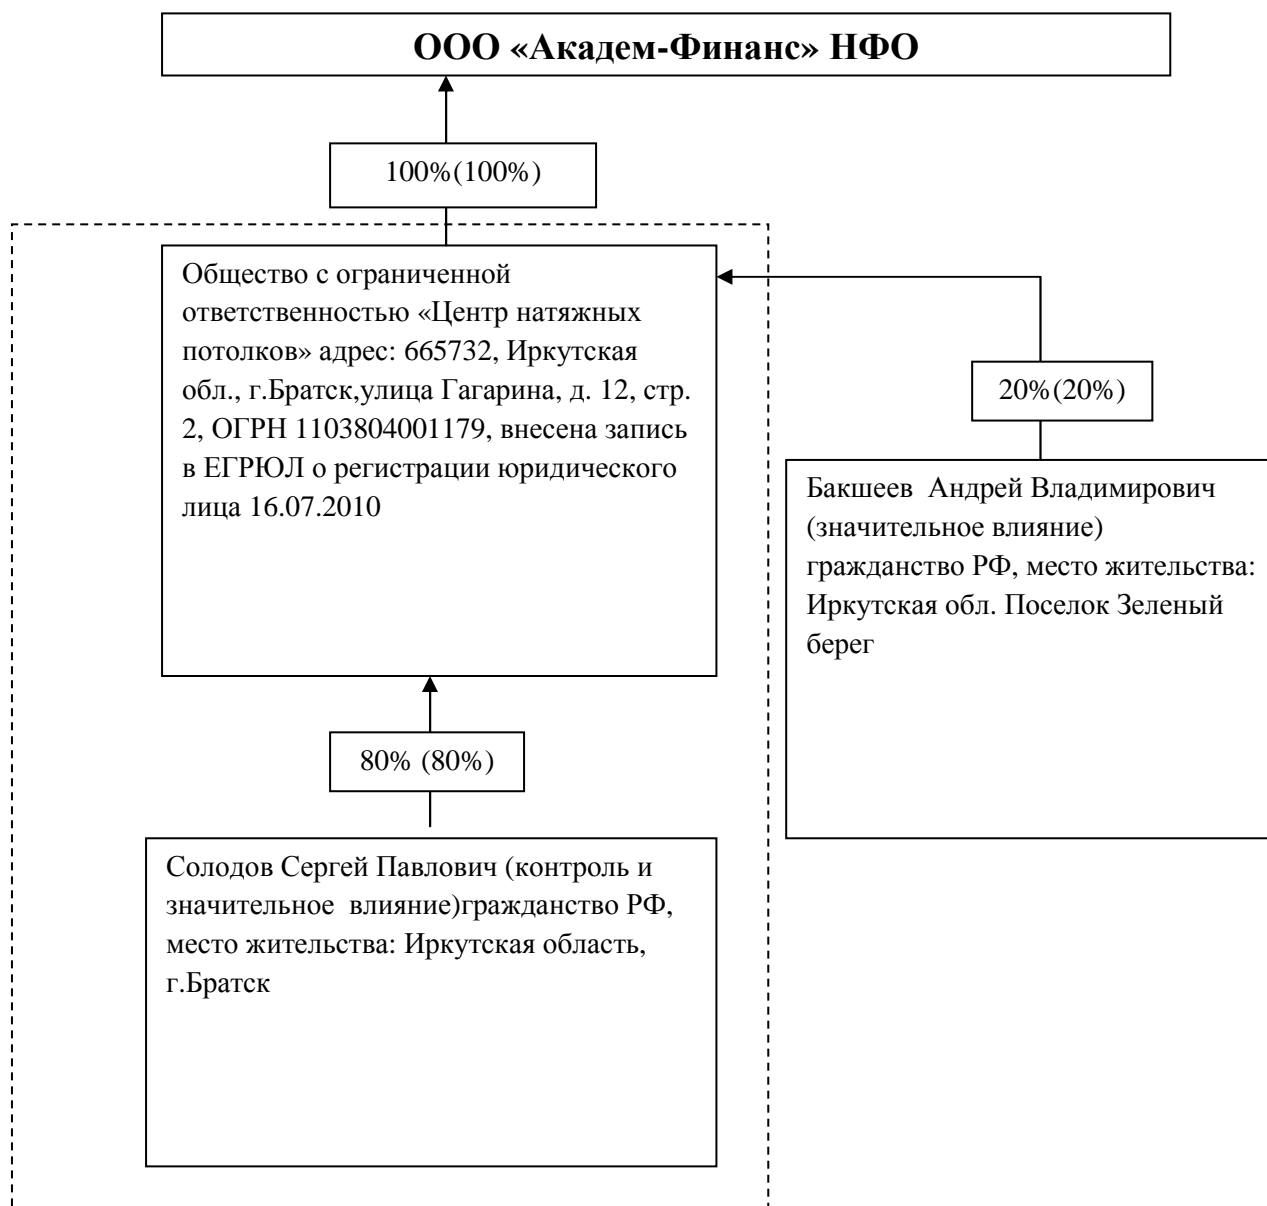 ООО «Академ-Финанс» НФО
100%(100%)
Общество с ограниченной
ответственностью «Центр натяжных
потолков» адрес: 665732, Иркутская
обл., г.Братск,улица Гагарина, д. 12, стр.
2, ОГРН 1103804001179, внесена запись
в ЕГРЮЛ о регистрации юридического
лица 16.07.2010
20%(20%)
Бакшеев  Андрей Владимирович
(значительное влияние)
гражданство РФ, место жительства:
Иркутская обл. Поселок Зеленый
берег
80% (80%)
Солодов Сергей Павлович (контроль и
значительное  влияние)гражданство РФ,
место жительства: Иркутская область,
г.Братск